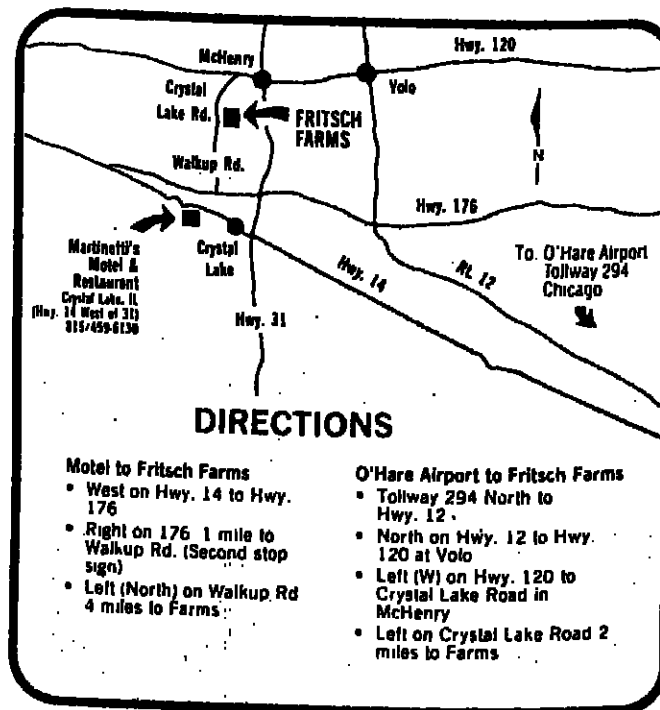 McHenry
Hwy. 120
Crystal
Lake Rd.
Volo
FRITSCH
FARMS
Walkup Rd.
N
Hwy. 176
Martinetti's
Motel &
Restaurant
Crystal Lake, IL
(Hwy. 14 West of 31)
815/459-6130
Crystal
Lake
To. O'Hare Airport
Tollway 294
Chicago
Hwy. 14
Rt. 12
Hwy. 31
DIRECTIONS
Motel to Fritsch Farms
• West on Hwy. 14 to Hwy.
176
• Right on 176 1 mile to
Walkup Rd. (Second stop
sign)
• Left (North) on Walkup Rd
4 miles to Farms
O'Hare Airport to Fritsch Farms
• Tollway 294 North to
Hwy. 12
• North on Hwy. 12 to Hwy.
120 at Volo
• Left (W) on Hwy. 120 to
Crystal Lake Road in
McHenry
• Left on Crystal Lake Road 2
miles to Farms